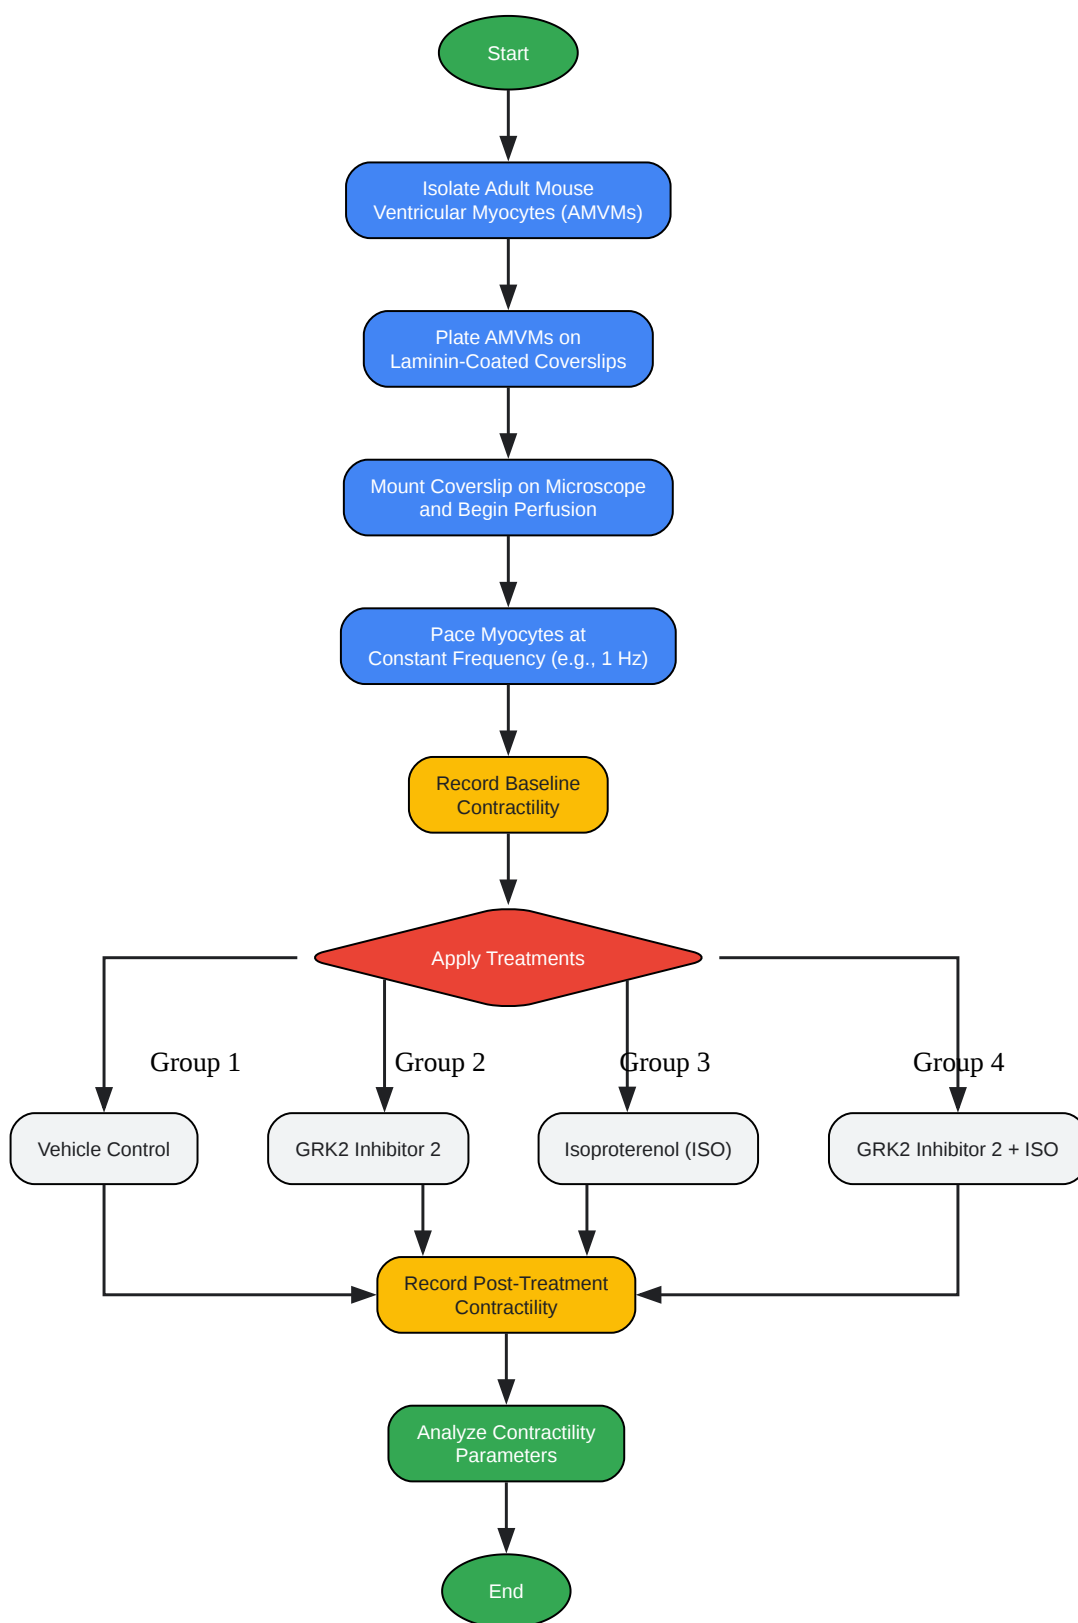 Start
Isolate Adult Mouse
Ventricular Myocytes (AMVMs)
Plate AMVMs on
Laminin-Coated Coverslips
Mount Coverslip on Microscope
and Begin Perfusion
Pace Myocytes at
Constant Frequency (e.g., 1 Hz)
Record Baseline
Contractility
Apply Treatments
Group 1
Group 2
Group 3
Group 4
Vehicle Control
GRK2 Inhibitor 2
Isoproterenol (ISO)
GRK2 Inhibitor 2 + ISO
Record Post-Treatment
Contractility
Analyze Contractility
Parameters
End